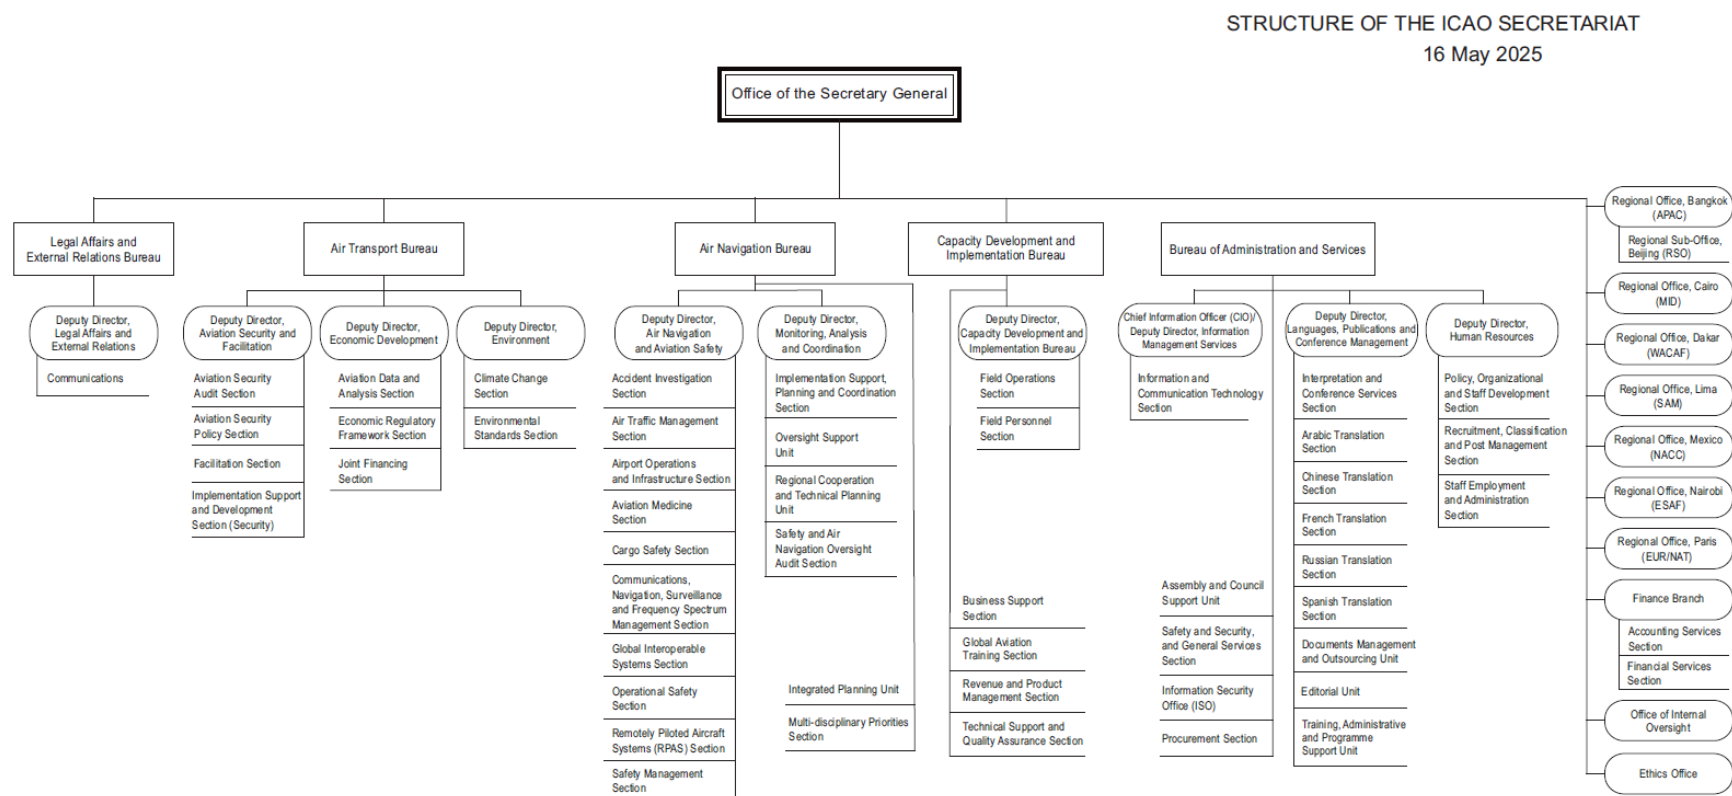 STRUCTURE OF THE ICAO SECRETARIAT
16 May 2025
Office of the Secretary General
Legal Affairs and
External Relations Bureau
Deputy Director,
Legal Affairs and
External Relations
Communications
Air Transport Bureau
Deputy Director,
Aviation Security and
Facilitation
Aviation Security
Audit Section
Aviation Security
Policy Section
Facilitation Section
Implementation Support
and Development
Section (Security)
Deputy Director,
Economic Development
Aviation Data and
Analysis Section
Economic Regulatory
Framework Section
Joint Financing
Section
Deputy Director,
Environment
Climate Change
Section
Environmental
Standards Section
Air Navigation Bureau
Deputy Director,
Air Navigation
and Aviation Safety
Accident Investigation
Section
Air Traffic Management
Section
Airport Operations
and Infrastructure Section
Aviation Medicine
Section
Cargo Safety Section
Communications,
Navigation, Surveillance
and Frequency Spectrum
Management Section
Global Interoperable
Systems Section
Operational Safety
Section
Remotely Piloted Aircraft
Systems (RPAS) Section
Safety Management
Section
Deputy Director,
Monitoring, Analysis
and Coordination
Implementation Support,
Planning and Coordination
Section
Oversight Support
Unit
Regional Cooperation
and Technical Planning
Unit
Safety and Air
Navigation Oversight
Audit Section
Integrated Planning Unit
Multi-disciplinary Priorities
Section
Capacity Development and
Implementation Bureau
Deputy Director,
Capacity Development and
Implementation Bureau
Field Operations
Section
Field Personnel
Section
Business Support
Section
Global Aviation
Training Section
Revenue and Product
Management Section
Technical Support and
Quality Assurance Section
Bureau of Administration and Services
Chief Information Officer (CIO)/
Deputy Director, Information
Management Services
Information and
Communication Technology
Section
Assembly and Council
Support Unit
Safety and Security,
and General Services
Section
Information Security
Office (ISO)
Procurement Section
Deputy Director,
Languages, Publications and
Conference Management
Interpretation and
Conference Services
Section
Arabic Translation
Section
Chinese Translation
Section
French Translation
Section
Russian Translation
Section
Spanish Translation
Section
Documents Management
and Outsourcing Unit
Editorial Unit
Training, Administrative
and Programme
Support Unit
Deputy Director,
Human Resources
Policy, Organizational
and Staff Development
Section
Recruitment, Classification
and Post Management
Section
Staff Employment
and Administration
Section
Regional Office, Bangkok
(APAC)
Regional Sub-Office,
Beijing (RSO)
Regional Office, Cairo
(MID)
Regional Office, Dakar
(WACAF)
Regional Office, Lima
(SAM)
Regional Office, Mexico
(NACC)
Regional Office, Nairobi
(ESAF)
Regional Office, Paris
(EUR/NAT)
Finance Branch
Accounting Services
Section
Financial Services
Section
Office of Internal
Oversight
Ethics Office